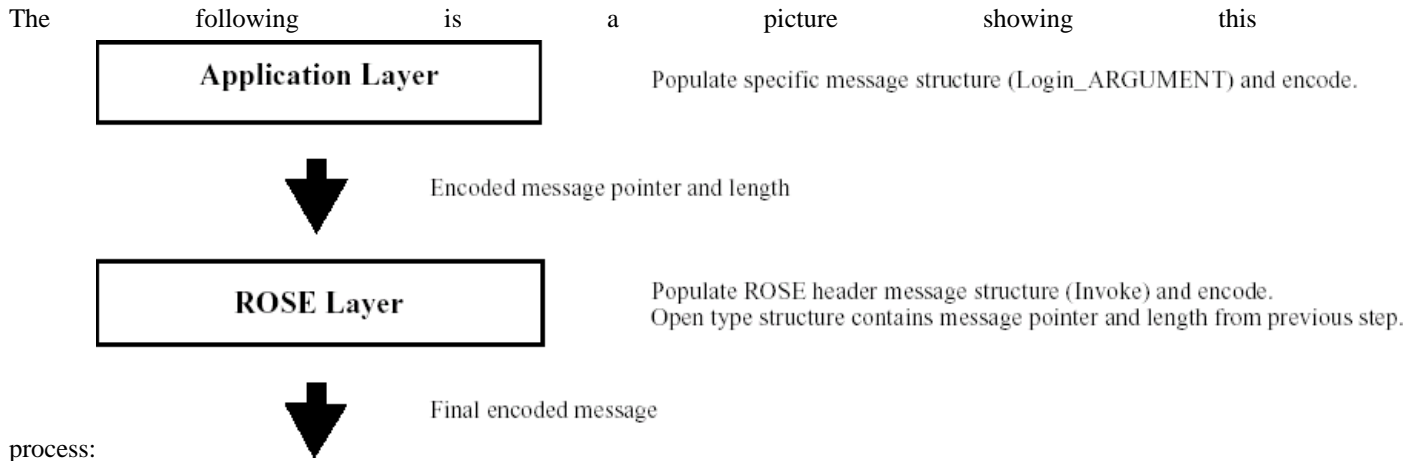 The following is a picture showing this
Application Layer
Populate specific message structure (Login_ARGUMENT) and encode.
Encoded message pointer and length
ROSE Layer
Populate ROSE header message structure (Invoke) and encode.
Open type structure contains message pointer and length from previous step.
Final encoded message
process: